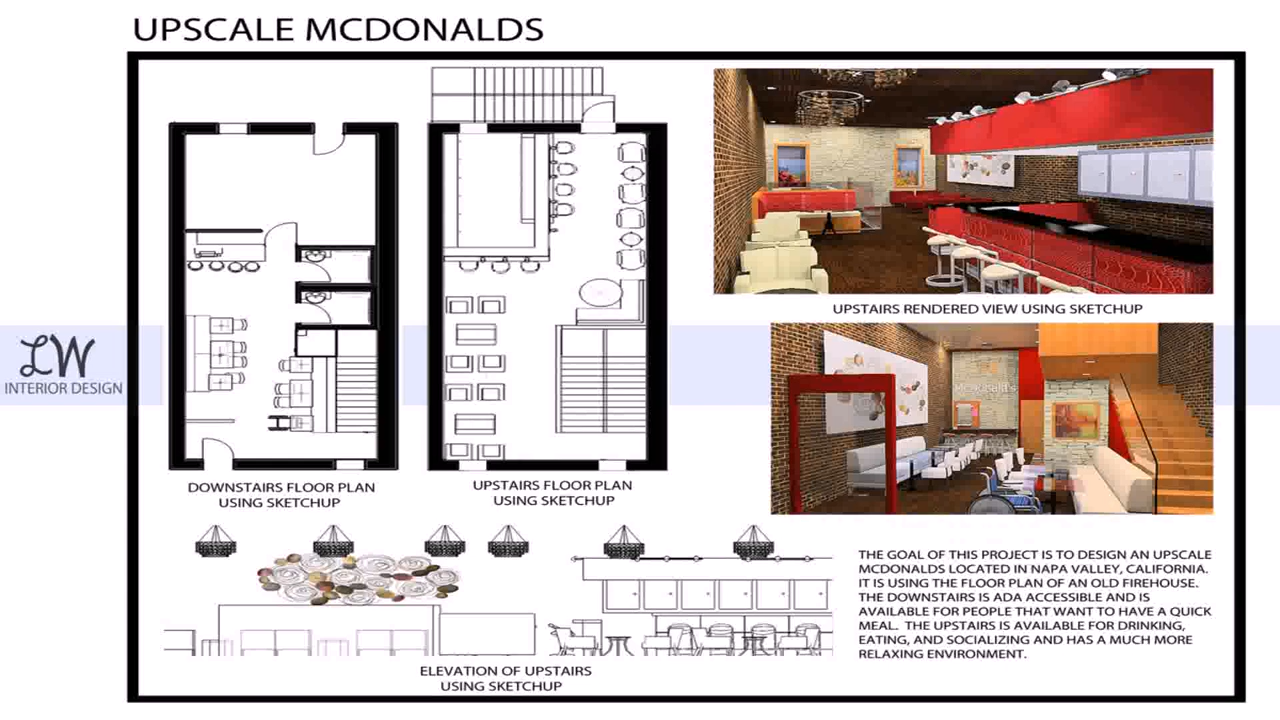 UPSCALE MCDONALDS
LW
INTERIOR DESIGN
DOWNSTAIRS FLOOR PLAN
USING SKETCHUP
UPSTAIRS FLOOR PLAN
USING SKETCHUP
UPSTAIRS RENDERED VIEW USING SKETCHUP
McDonald's
ELEVATION OF UPSTAIRS
USING SKETCHUP
THE GOAL OF THIS PROJECT IS TO DESIGN AN UPSCALE
MCDONALDS LOCATED IN NAPA VALLEY, CALIFORNIA.
IT IS USING THE FLOOR PLAN OF AN OLD FIREHOUSE.
THE DOWNSTAIRS IS ADA ACCESSIBLE AND IS
AVAILABLE FOR PEOPLE THAT WANT TO HAVE A QUICK
MEAL. THE UPSTAIRS IS AVAILABLE FOR DRINKING,
EATING, AND SOCIALIZING AND HAS A MUCH MORE
RELAXING ENVIRONMENT.